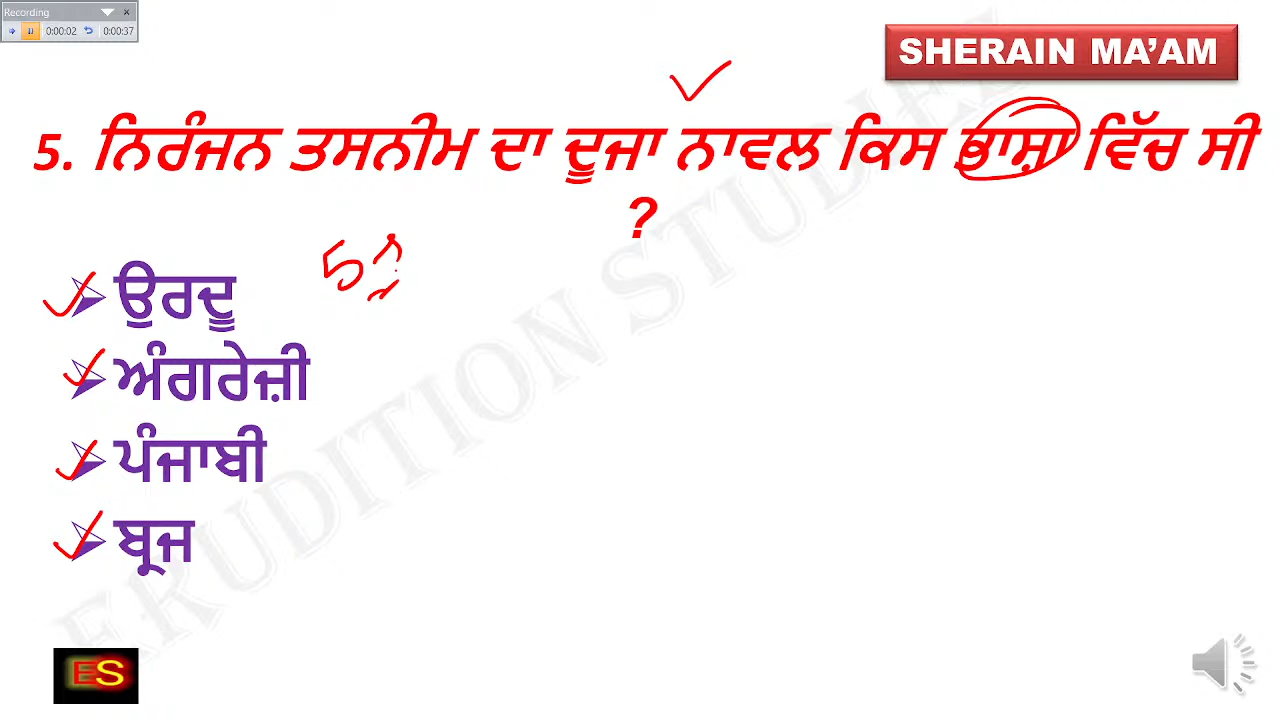 Recording
0:00:02 0:00:37
SHERAIN MA'AM
5. ਨਿਰੰਜਨ ਤਸਨੀਮ ਦਾ ਦੂਜਾ ਨਾਵਲ ਕਿਸ ਭਾਸ਼ਾ ਵਿੱਚ ਸੀ
?
ਉਰਦੂ
ਅੰਗਰੇਜ਼ੀ
ਪੰਜਾਬੀ
ਬ੍ਰਜ
ERUDITION STUDIES
ES